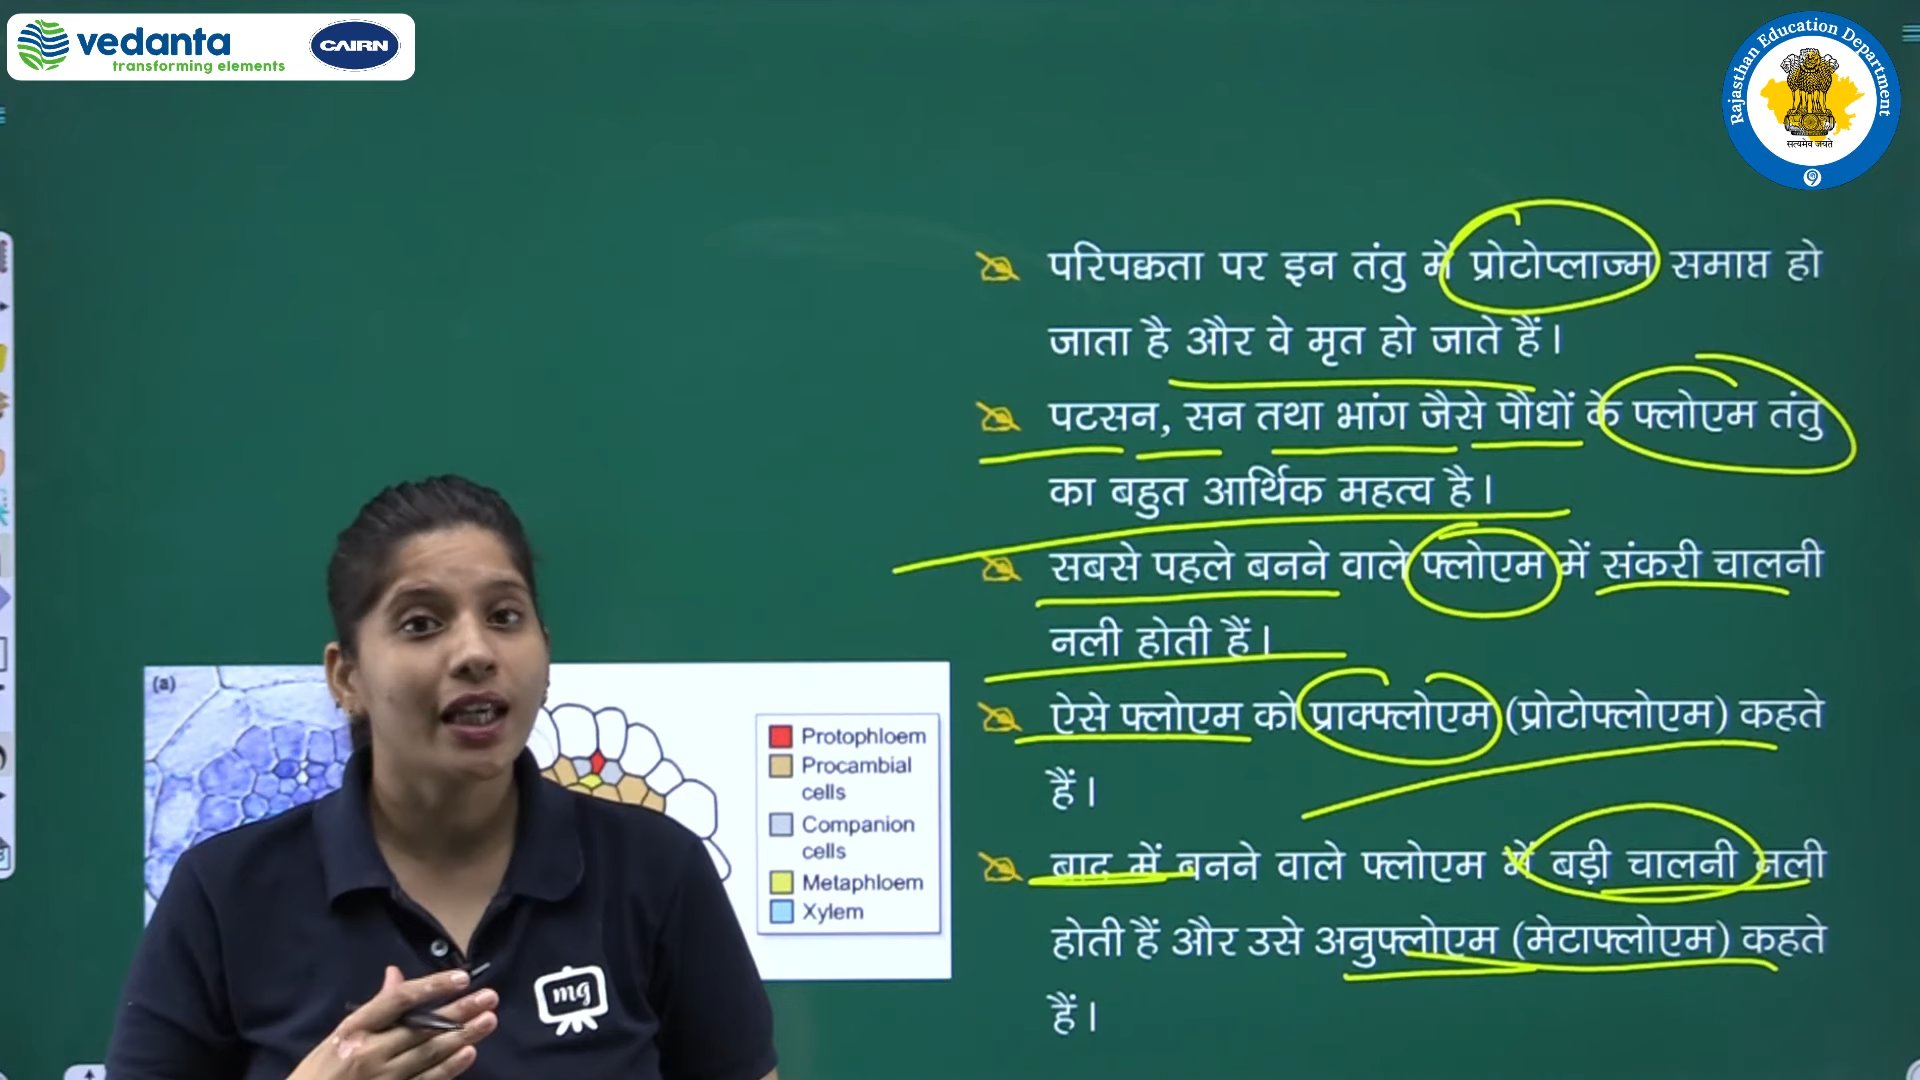 vedanta
transforming elements
CAIRN
Rajasthan Education Department
सत्यमेव जयते
परिपक्वता पर इन तंतु में प्रोटोप्लाज्म समाप्त हो
जाता है और वे मृत हो जाते हैं।
पटसन, सन तथा भांग जैसे पौधों के फ्लोएम तंतु
का बहुत आर्थिक महत्व है।
सबसे पहले बनने वाले फ्लोएम में संकरी चालनी
नली होती हैं।
ऐसे फ्लोएम को प्राक्फ्लोएम (प्रोटोफ्लोएम) कहते
हैं।
बाद में बनने वाले फ्लोएम में बड़ी चालनी नली
होती हैं और उसे अनुफ्लोएम (मेटाफ्लोएम) कहते
हैं।
(a)
Protophloem
Procambial
cells
Companion
cells
Metaphloem
Xylem
mg